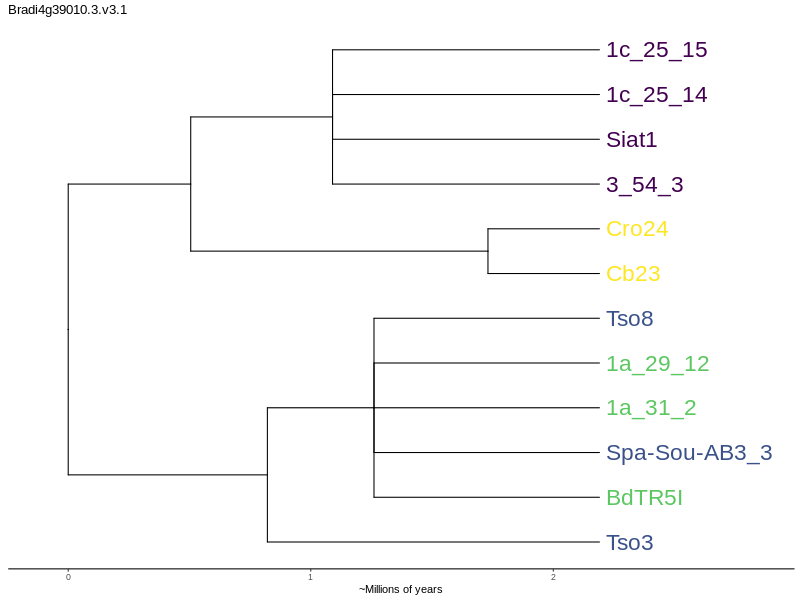 Bradi4g39010.3.v3.1
1c_25_15
1c_25_14
Siat1
3_54_3
Cro24
Cb23
Tso8
1a_29_12
1a_31_2
Spa-Sou-AB3_3
BdTR5I
Tso3
0 1 2
~Millions of years